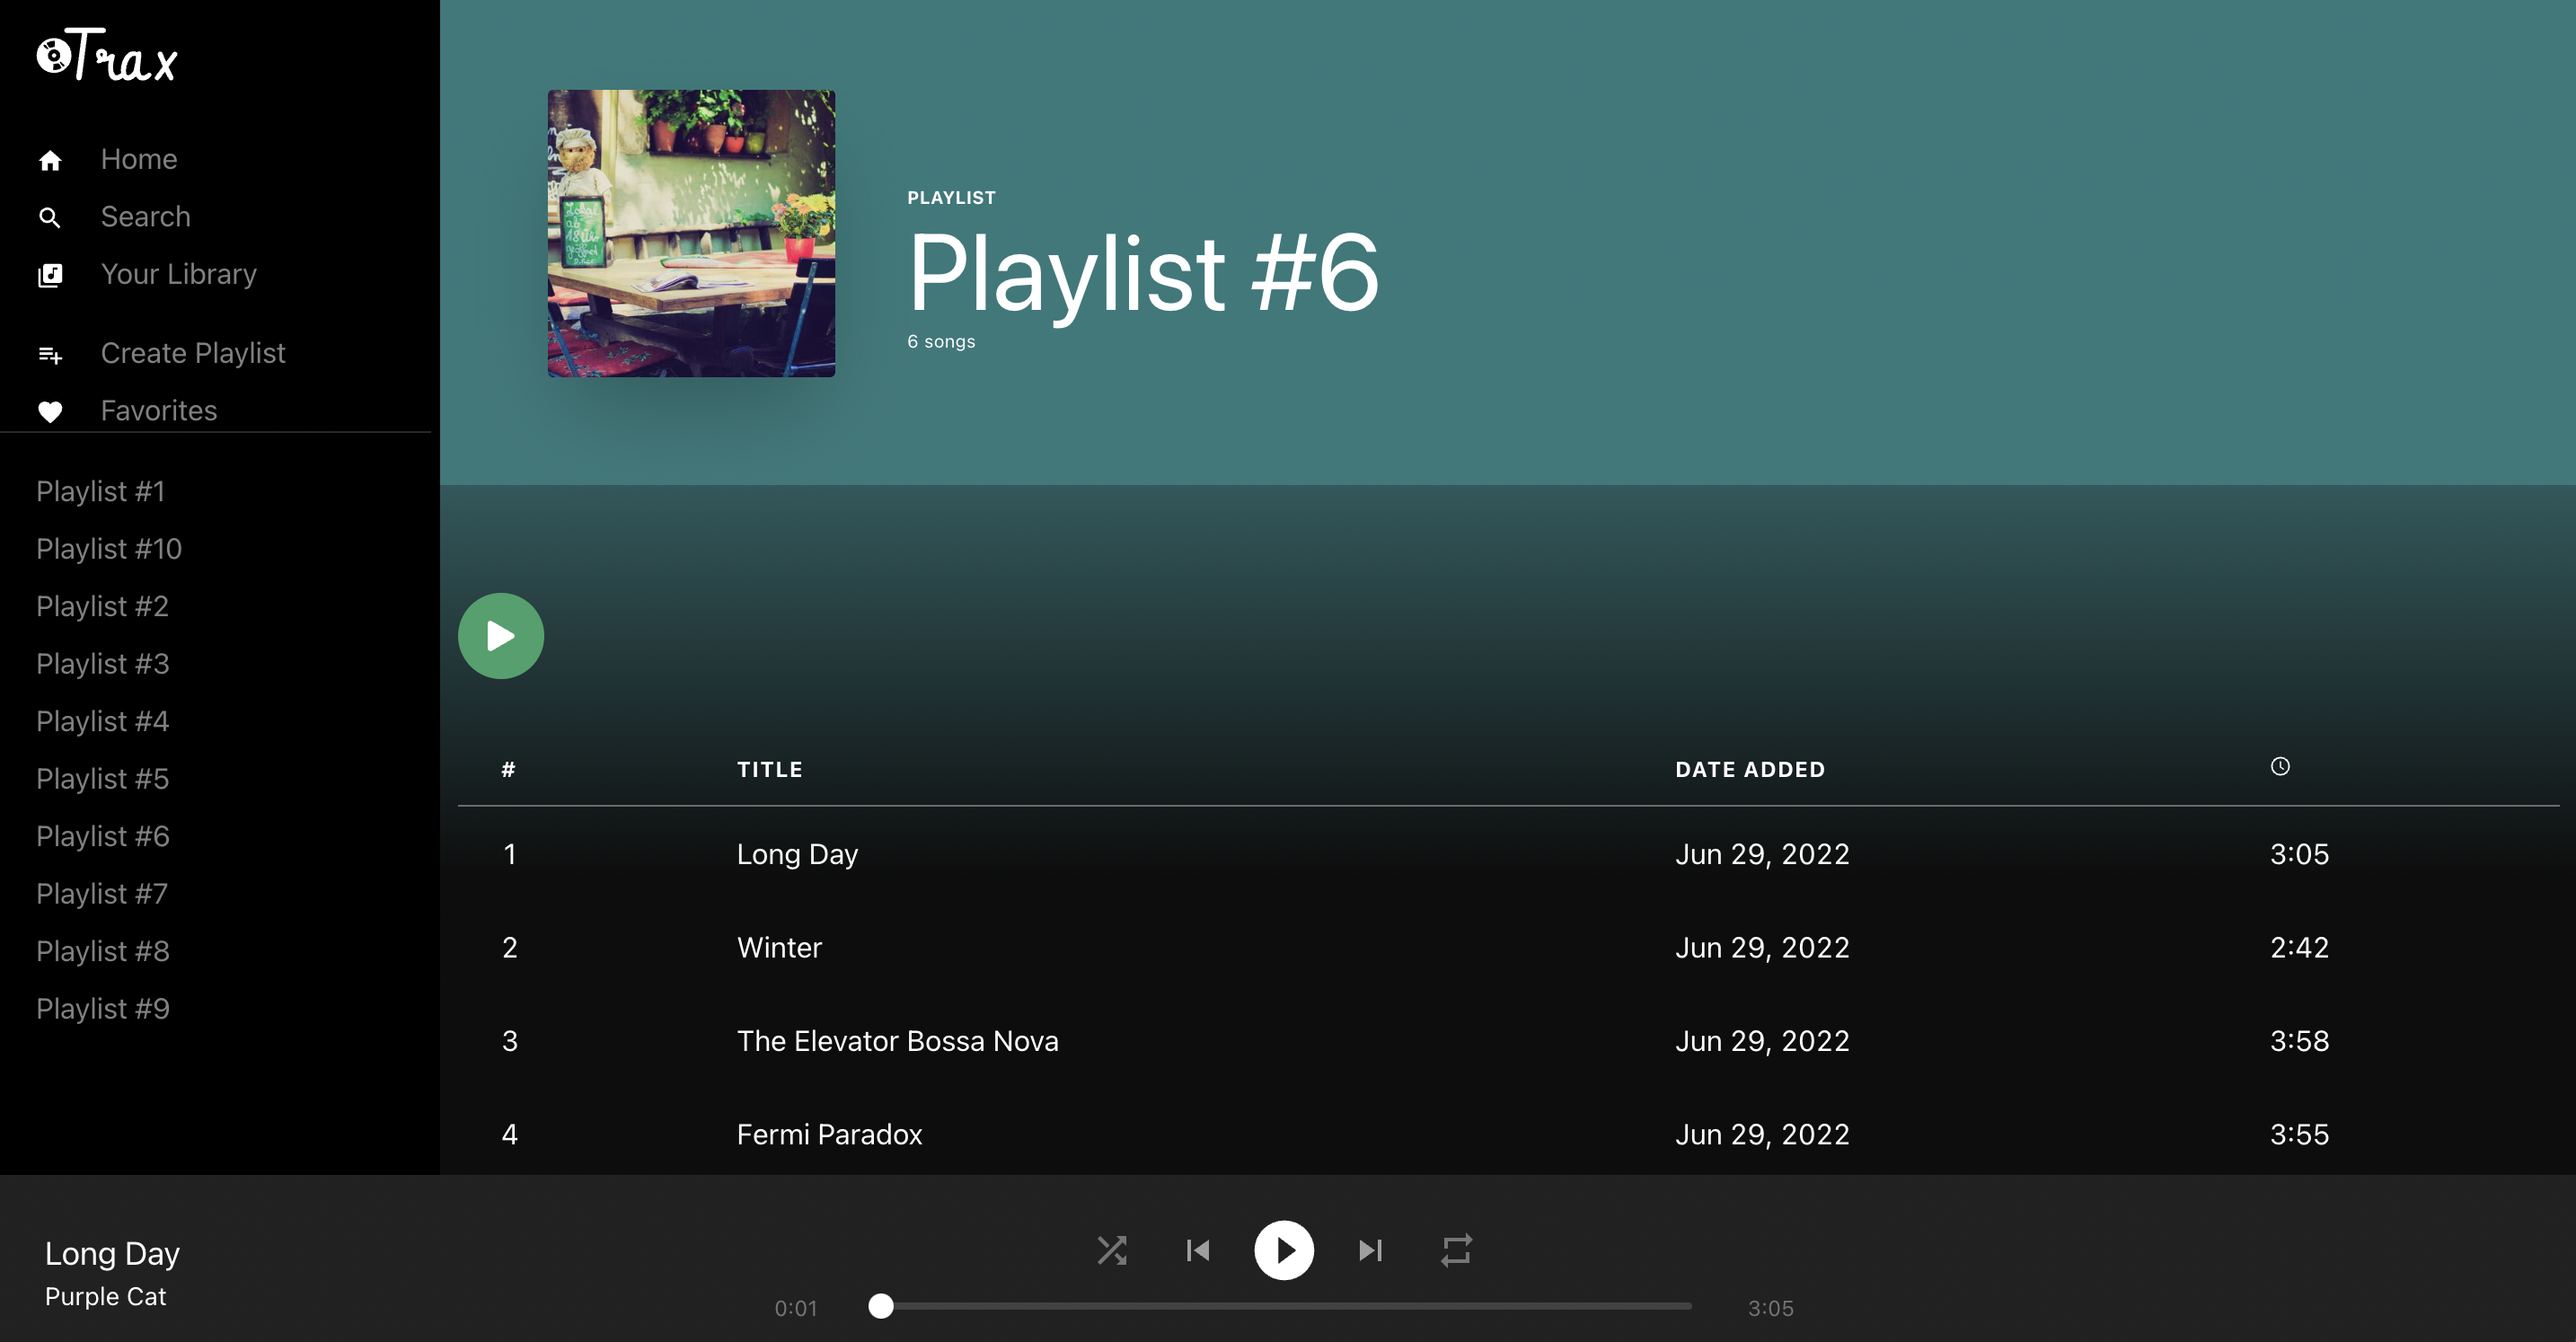 Trax
Home
Search
Your Library
Create Playlist
Favorites
Playlist #1
Playlist #10
Playlist #2
Playlist #3
Playlist #4
Playlist #5
Playlist #6
Playlist #7
Playlist #8
Playlist #9
PLAYLIST
Playlist #6
6 songs
# TITLE DATE ADDED
1 Long Day Jun 29, 2022 3:05
2 Winter Jun 29, 2022 2:42
3 The Elevator Bossa Nova Jun 29, 2022 3:58
4 Fermi Paradox Jun 29, 2022 3:55
Long Day
Purple Cat
0:01 3:05